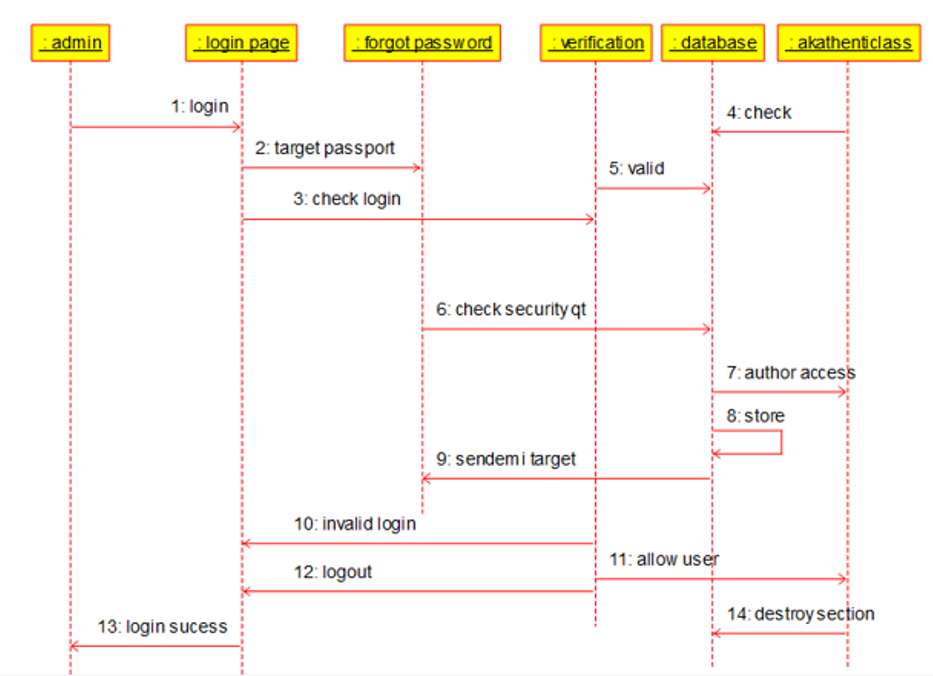 : admin
: login page
: forgot password
: verification
: database
: akathenticlass
1: login
4: check
2: target passport
5: valid
3: check login
6: check security qt
7: author access
8: store
9: sendemi target
10: invalid login
11: allow user
12: logout
14: destroy section
13: login sucess